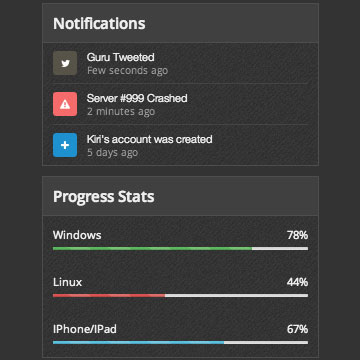 Notifications
Guru Tweeted
Few seconds ago
Server #999 Crashed
2 minutes ago
Kiri's account was created
5 days ago
Progress Stats
Windows 78%
Linux 44%
IPhone/IPad 67%